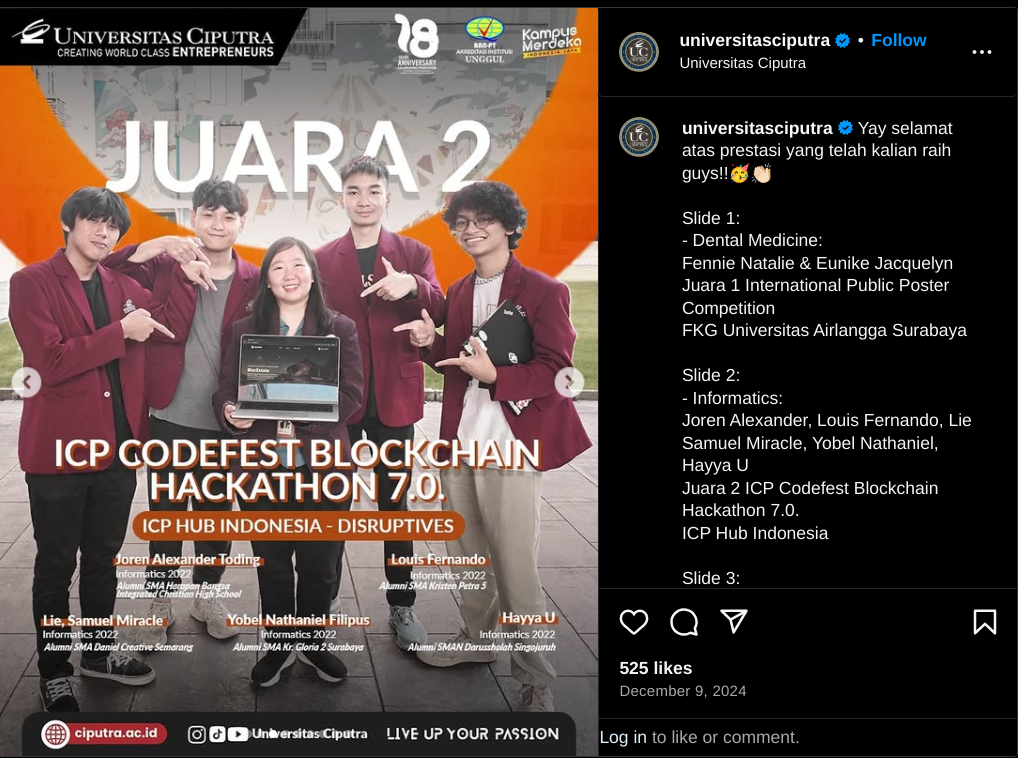 UNIVERSITAS CIPUTRA
CREATING WORLD CLASS ENTREPRENEURS
18
ANNIVERSARY
BAN-PT
AKREDITASI INSTITUSI
UNGGUL
Kampus
Merdeka
INDONESIA JAYA
JUARA 2
BlocEstate
ICP CODEFEST BLOCKCHAIN
HACKATHON 7.0.
ICP HUB INDONESIA - DISRUPTIVES
Joren Alexander Toding
Informatics 2022
Alumni SMA Harapan Bangsa
Integrated Christian High School
Louis Fernando
Informatics 2022
Alumni SMA Kristen Petra 5
Lie, Samuel Miracle
Informatics 2022
Alumni SMA Daniel Creative Semarang
Yobel Nathaniel Filipus
Informatics 2022
Alumni SMA Kr. Gloria 2 Surabaya
Hayya U
Informatics 2022
Alumni SMAN Darussholah Singojuruh
ciputra.ac.id
Universitas Ciputra
LIVE UP YOUR PASSION
universitasciputra • Follow
Universitas Ciputra
UC
universitasciputra Yay selamat
atas prestasi yang telah kalian raih
guys!!🥳👏🏻
Slide 1:
- Dental Medicine:
Fennie Natalie & Eunike Jacquelyn
Juara 1 International Public Poster
Competition
FKG Universitas Airlangga Surabaya
Slide 2:
- Informatics:
Joren Alexander, Louis Fernando, Lie
Samuel Miracle, Yobel Nathaniel,
Hayya U
Juara 2 ICP Codefest Blockchain
Hackathon 7.0.
ICP Hub Indonesia
Slide 3:
525 likes
December 9, 2024
Log in to like or comment.